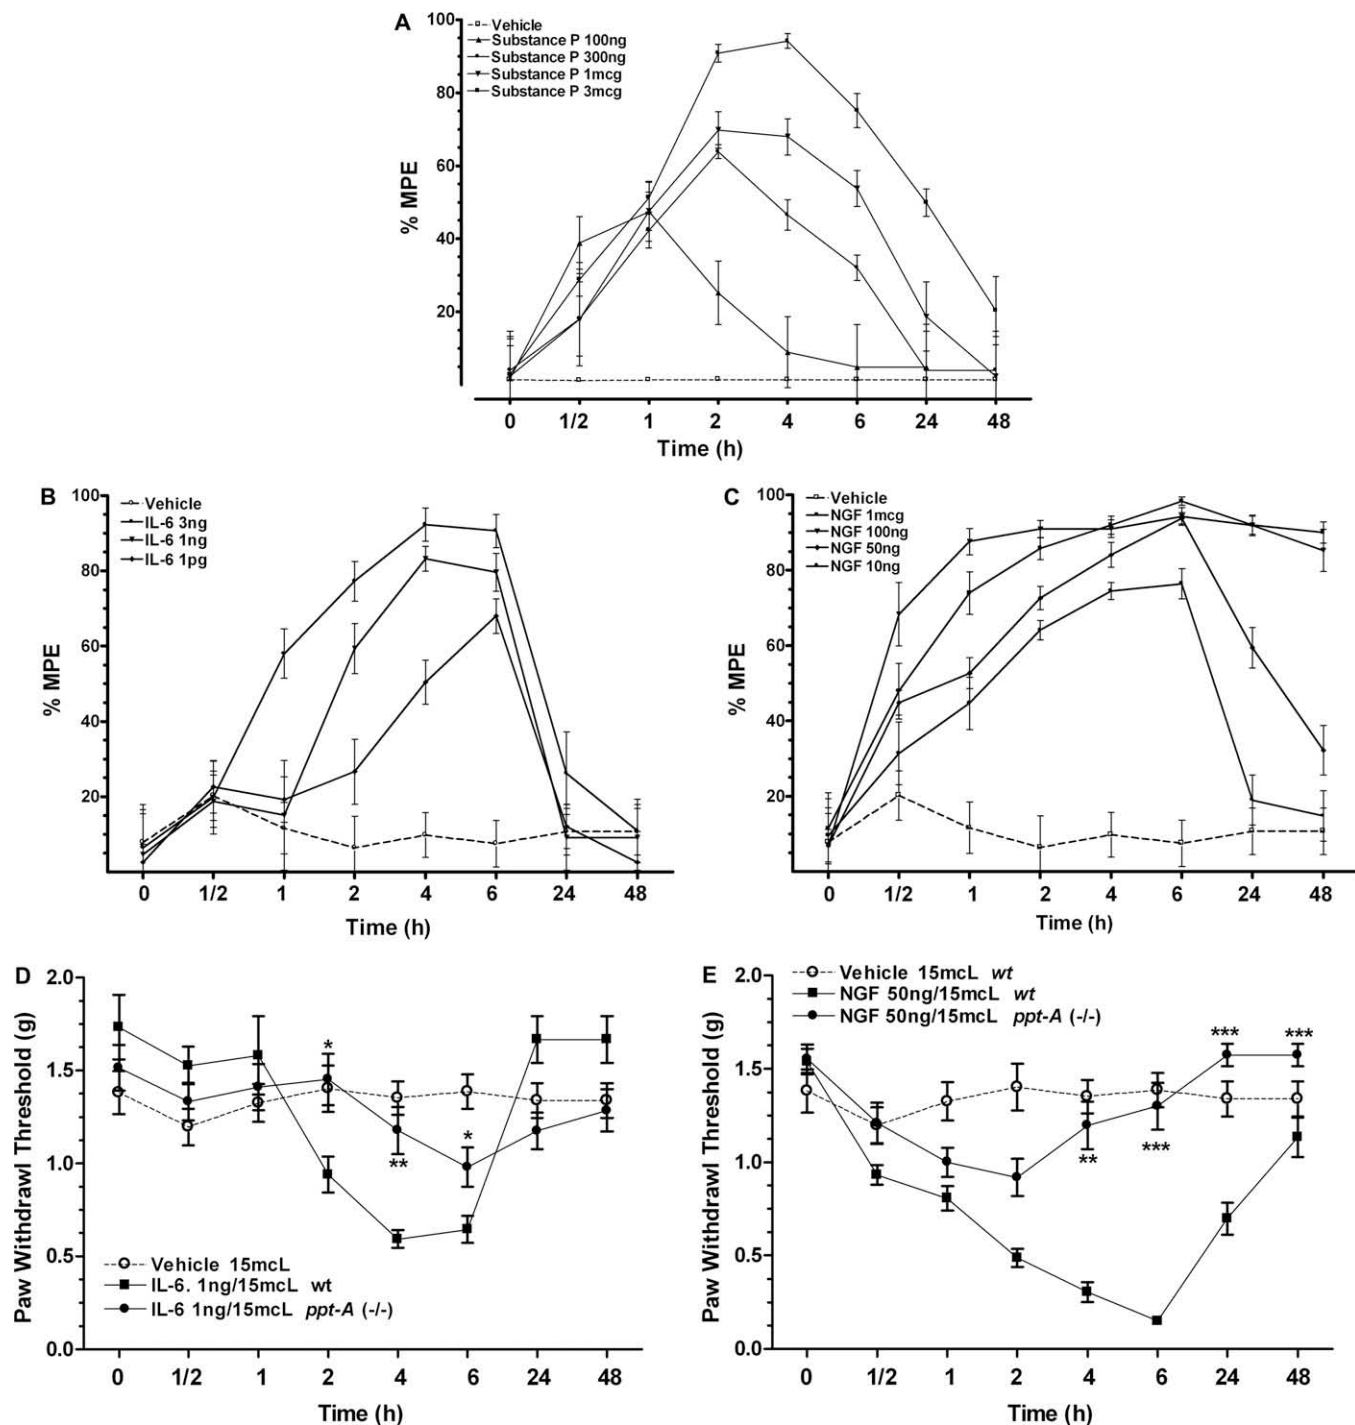 A
Vehicle
Substance P 100ng
Substance P 300ng
Substance P 1mcg
Substance P 3mcg
% MPE
100
80
60
40
20
0 1/2 1 2 4 6 24 48
Time (h)
B
Vehicle
IL-6 3ng
IL-6 1ng
IL-6 1pg
% MPE
100
80
60
40
20
0 1/2 1 2 4 6 24 48
Time (h)
C
Vehicle
NGF 1mcg
NGF 100ng
NGF 50ng
NGF 10ng
% MPE
100
80
60
40
20
0 1/2 1 2 4 6 24 48
Time (h)
D
Paw Withdrawl Threshold (g)
2.0
1.5
1.0
0.5
0.0
*
**
*
Vehicle 15mcL
IL-6. 1ng/15mcL wt
IL-6 1ng/15mcL ppt-A (-/-)
0 1/2 1 2 4 6 24 48
Time (h)
E
Vehicle 15mcL wt
NGF 50ng/15mcL wt
NGF 50ng/15mcL ppt-A (-/-)
Paw Withdrawl Threshold (g)
2.0
1.5
1.0
0.5
0.0
**
***
***
***
0 1/2 1 2 4 6 24 48
Time (h)